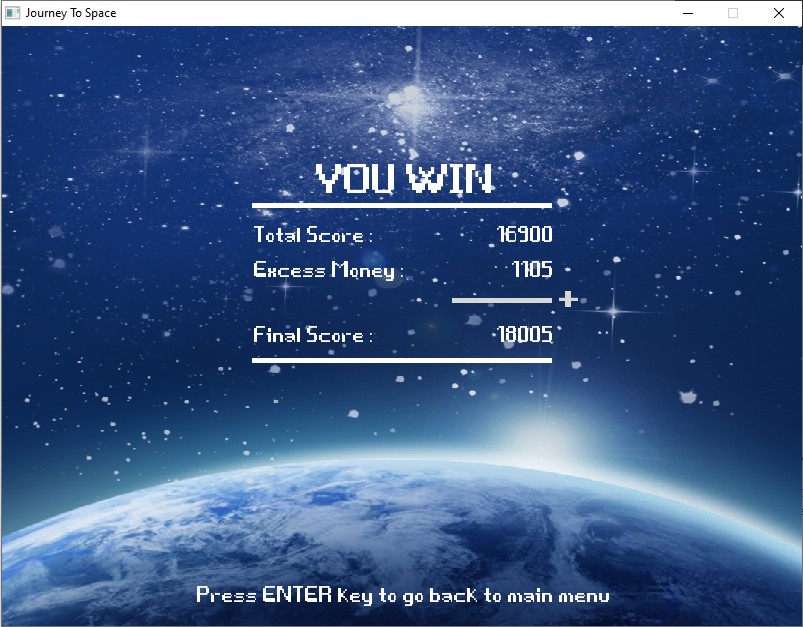 Journey To Space
YOU WIN
Total Score : 16900
Excess Money : 1105
+
Final Score : 18005
Press ENTER Key to go back to main menu